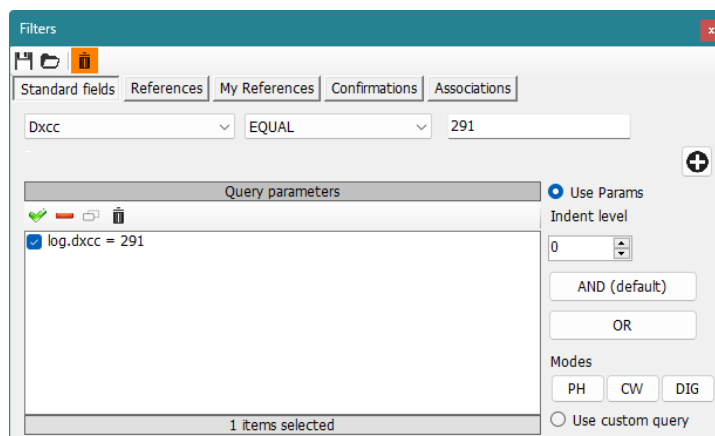 Filters
x
Standard fields References My References Confirmations Associations
Dxcc EQUAL 291
Query parameters
Use Params
Indent level
log.dxcc = 291
0
AND (default)
OR
Modes
PH CW DIG
1 items selected
Use custom query